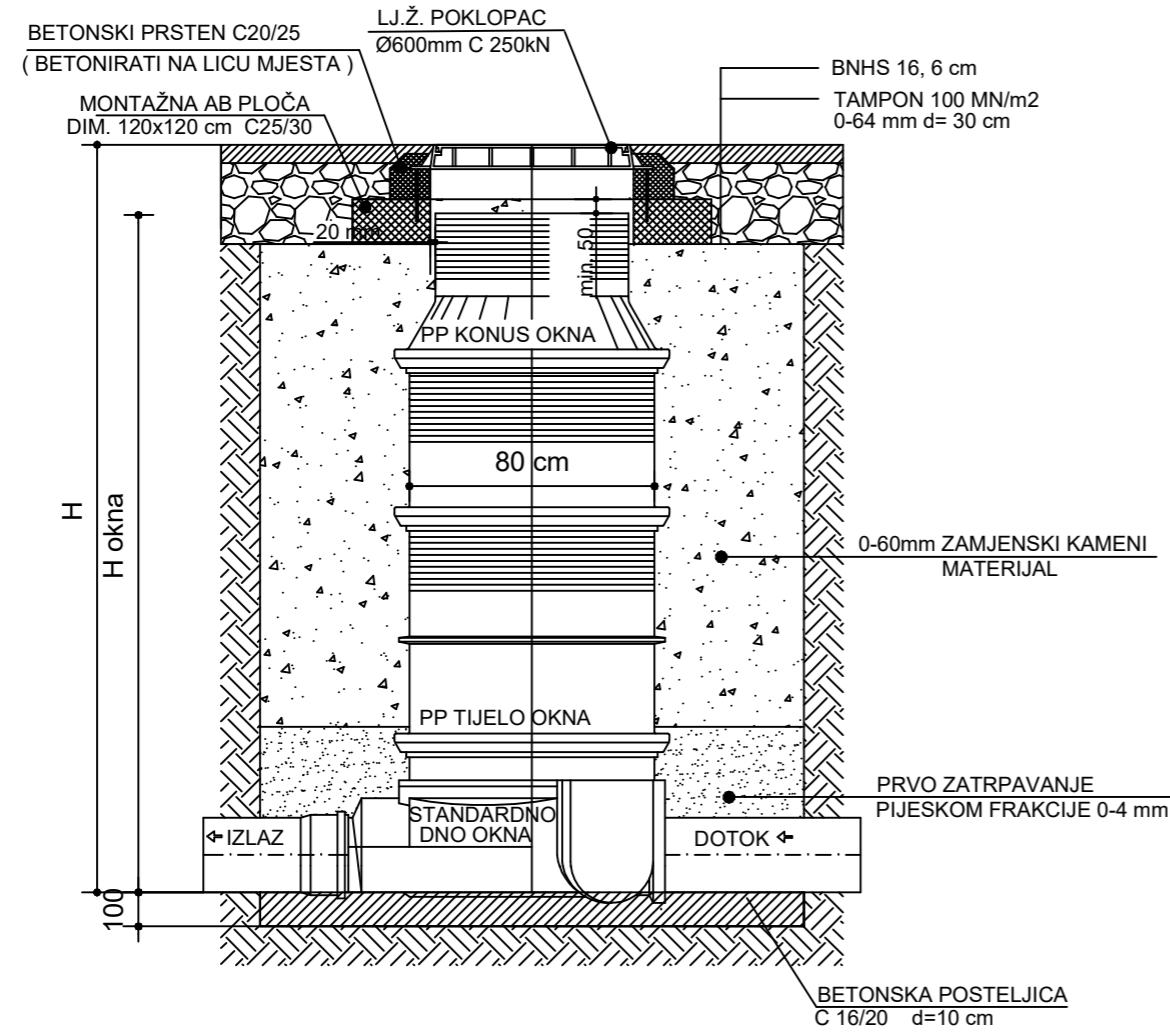 LJ.Ž. POKLOPAC
Ø600mm C 250kN
BETONSKI PRSTEN C20/25
( BETONIRATI NA LICU MJESTA )
MONTAŽNA AB PLOČA
DIM. 120x120 cm C25/30
BNHS 16, 6 cm
TAMPON 100 MN/m2
0-64 mm d= 30 cm
20 mm
min. 50
PP KONUS OKNA
80 cm
H
H okna
0-60mm ZAMJENSKI KAMENI
MATERIJAL
PP TIJELO OKNA
PRVO ZATRPAVANJE
PIJESKOM FRAKCIJE 0-4 mm
STANDARDNO
DNO OKNA
IZLAZ
DOTOK
100
BETONSKA POSTELJICA
C 16/20 d=10 cm